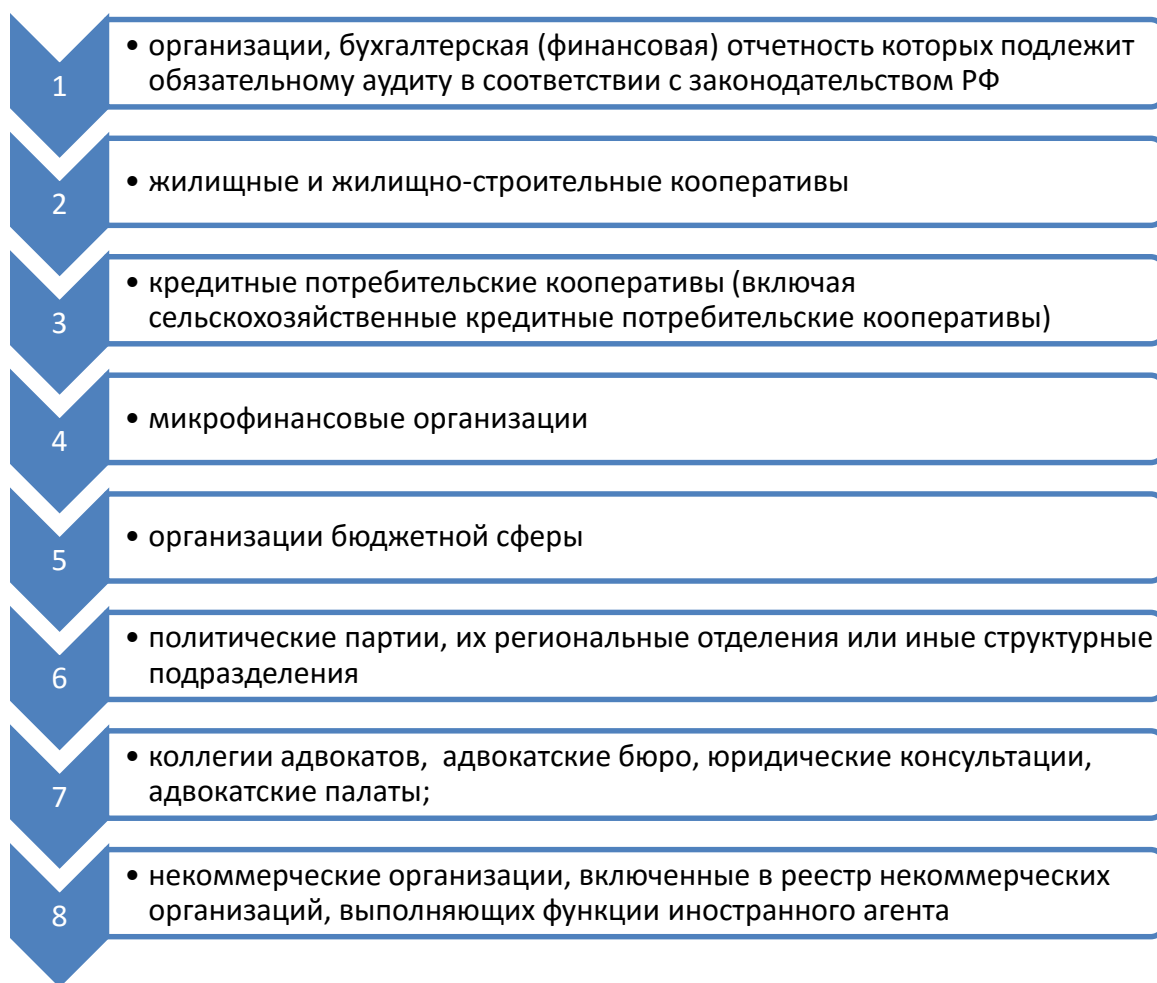 1
• организации, бухгалтерская (финансовая) отчетность которых подлежит
обязательному аудиту в соответствии с законодательством РФ
2
• жилищные и жилищно-строительные кооперативы
3
• кредитные потребительские кооперативы (включая
сельскохозяйственные кредитные потребительские кооперативы)
4
• микрофинансовые организации
5
• организации бюджетной сферы
6
• политические партии, их региональные отделения или иные структурные
подразделения
7
• коллегии адвокатов, адвокатские бюро, юридические консультации,
адвокатские палаты;
8
• некоммерческие организации, включенные в реестр некоммерческих
организаций, выполняющих функции иностранного агента